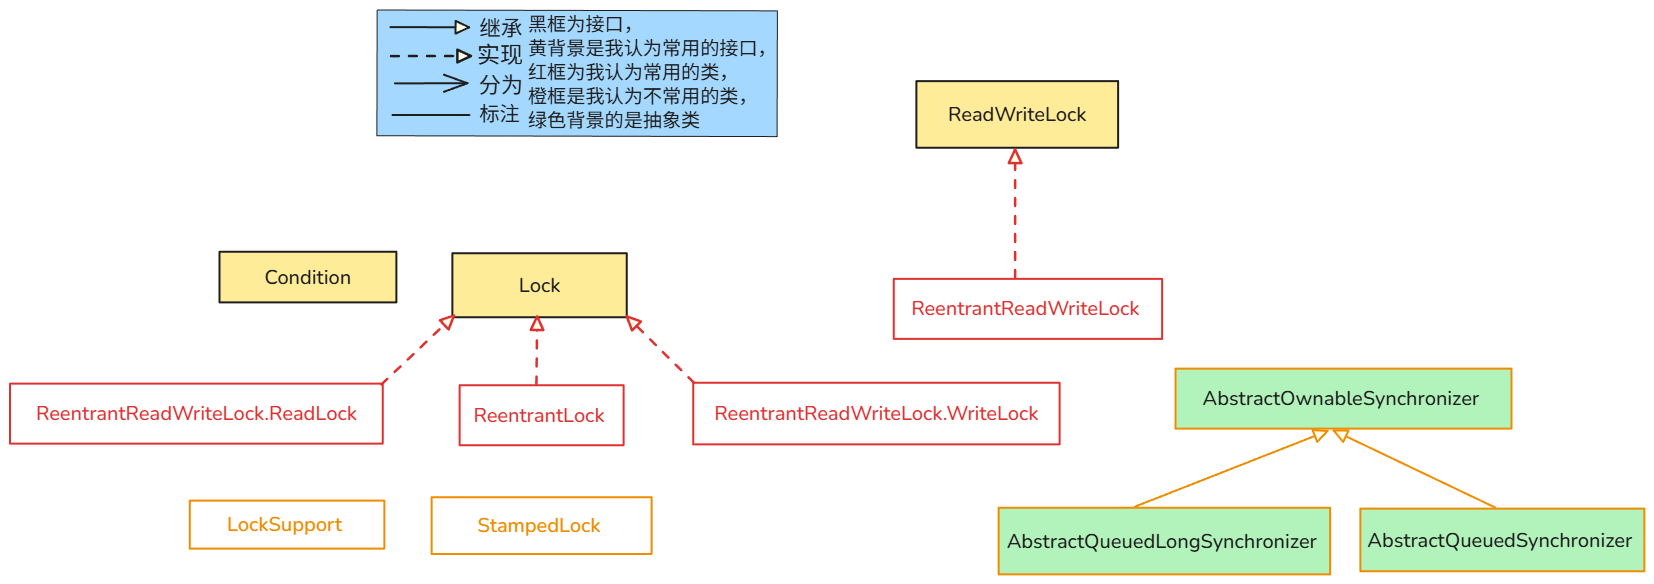 继承
实现
分为
标注
黑框为接口，
黄背景是我认为常用的接口，
红框为我认为常用的类，
橙框是我认为不常用的类，
绿色背景的是抽象类
ReadWriteLock
Condition
Lock
ReentrantReadWriteLock
ReentrantReadWriteLock.ReadLock
ReentrantLock
ReentrantReadWriteLock.WriteLock
AbstractOwnableSynchronizer
LockSupport
StampedLock
AbstractQueuedLongSynchronizer
AbstractQueuedSynchronizer